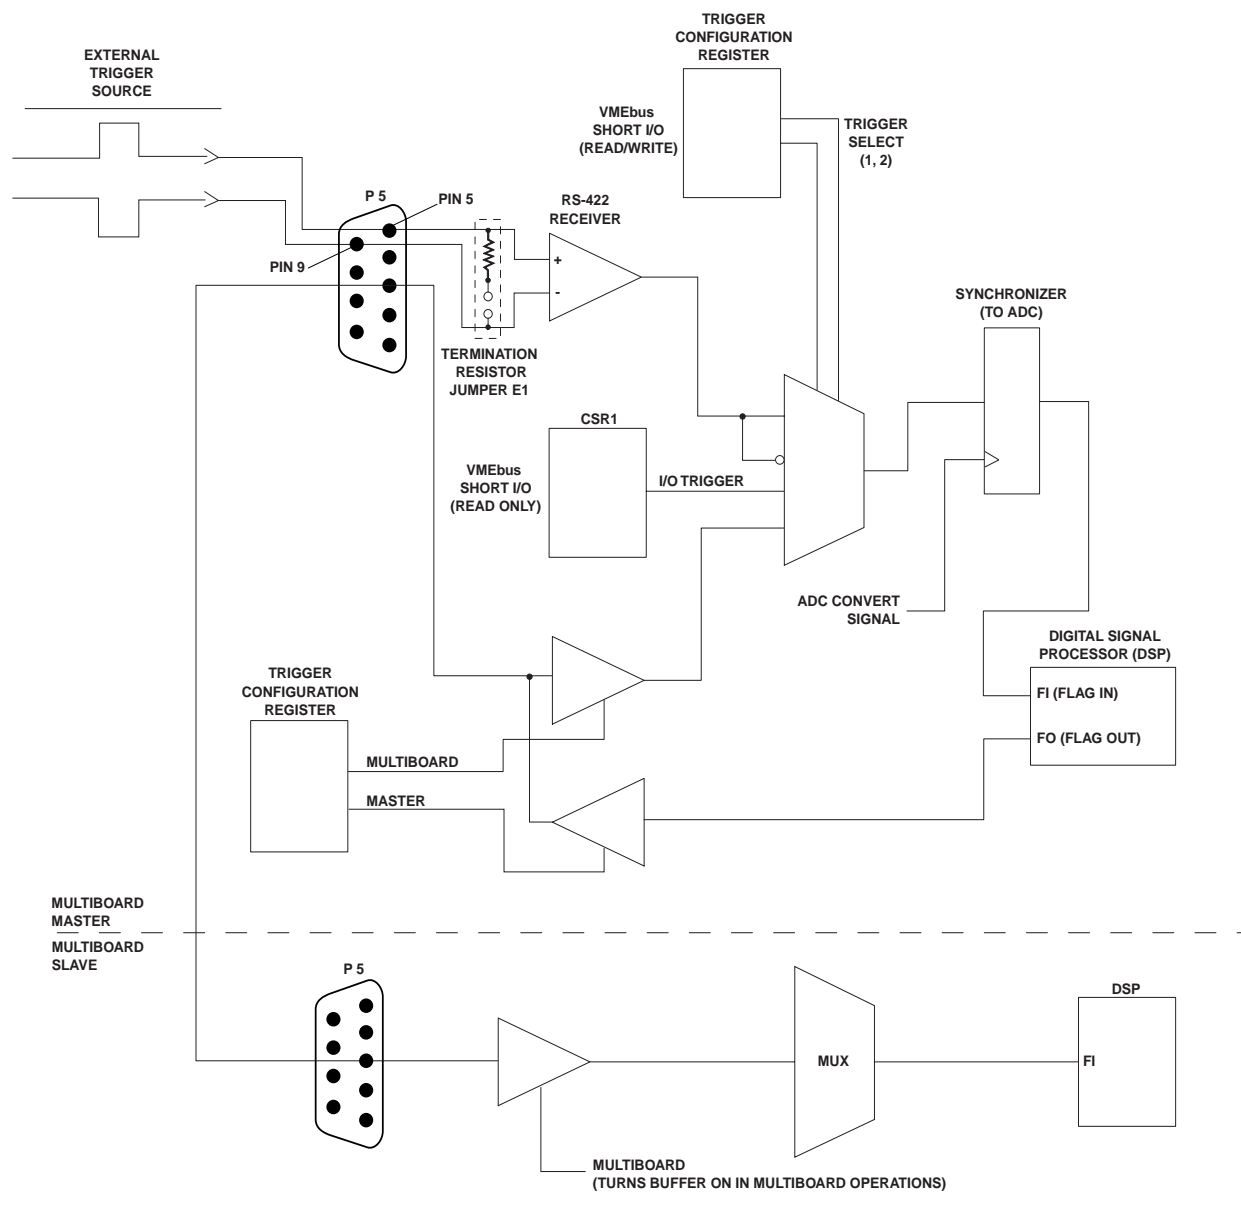 TRIGGER
CONFIGURATION
REGISTER
EXTERNAL
TRIGGER
SOURCE
VMEbus
SHORT I/O
(READ/WRITE)
TRIGGER
SELECT
(1, 2)
P 5
PIN 5
RS-422
RECEIVER
PIN 9
+
-
SYNCHRONIZER
(TO ADC)
TERMINATION
RESISTOR
JUMPER E1
CSR1
VMEbus
SHORT I/O
(READ ONLY)
I/O TRIGGER
ADC CONVERT
SIGNAL
DIGITAL SIGNAL
PROCESSOR (DSP)
FI (FLAG IN)
FO (FLAG OUT)
TRIGGER
CONFIGURATION
REGISTER
MULTIBOARD
MASTER
MULTIBOARD
MASTER
MULTIBOARD
SLAVE
P 5
MUX
DSP
FI
MULTIBOARD
(TURNS BUFFER ON IN MULTIBOARD OPERATIONS)